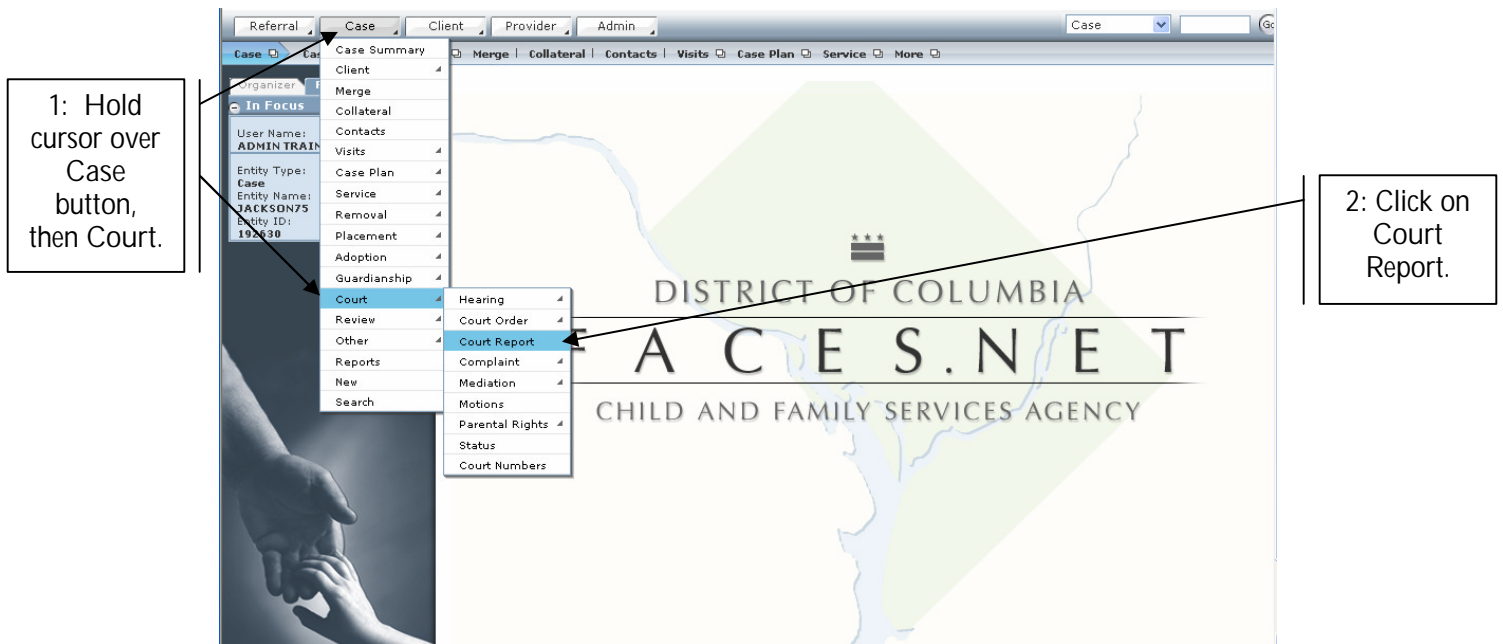 Referral
Case
Client
Provider
Admin
Case
Case
Merge | Collateral | Contacts | Visits Case Plan Service More
Organizer
In Focus
User Name:
Entity Type:
Case
Entity Name:
JACKSON75
Entity ID:
192630
Case Summary
Client
Merge
Collateral
Contacts
Visits
Case Plan
Service
Removal
Placement
Adoption
Guardianship
Court
Review
Other
Reports
New
Search
Hearing
Court Order
Court Report
Complaint
Mediation
Motions
Parental Rights
Status
Court Numbers
1: Hold
cursor over
Case
button,
then Court.
2: Click on
Court
Report.
DISTRICT OF COLUMBIA
ACES.NET
CHILD AND FAMILY SERVICES AGENCY